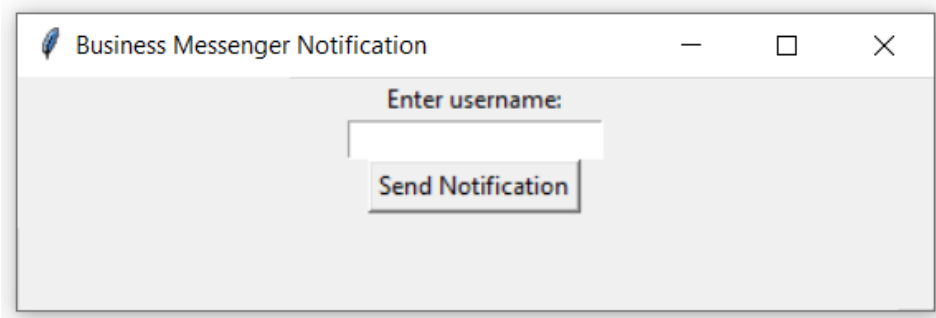 Business Messenger Notification
Enter username:
Send Notification